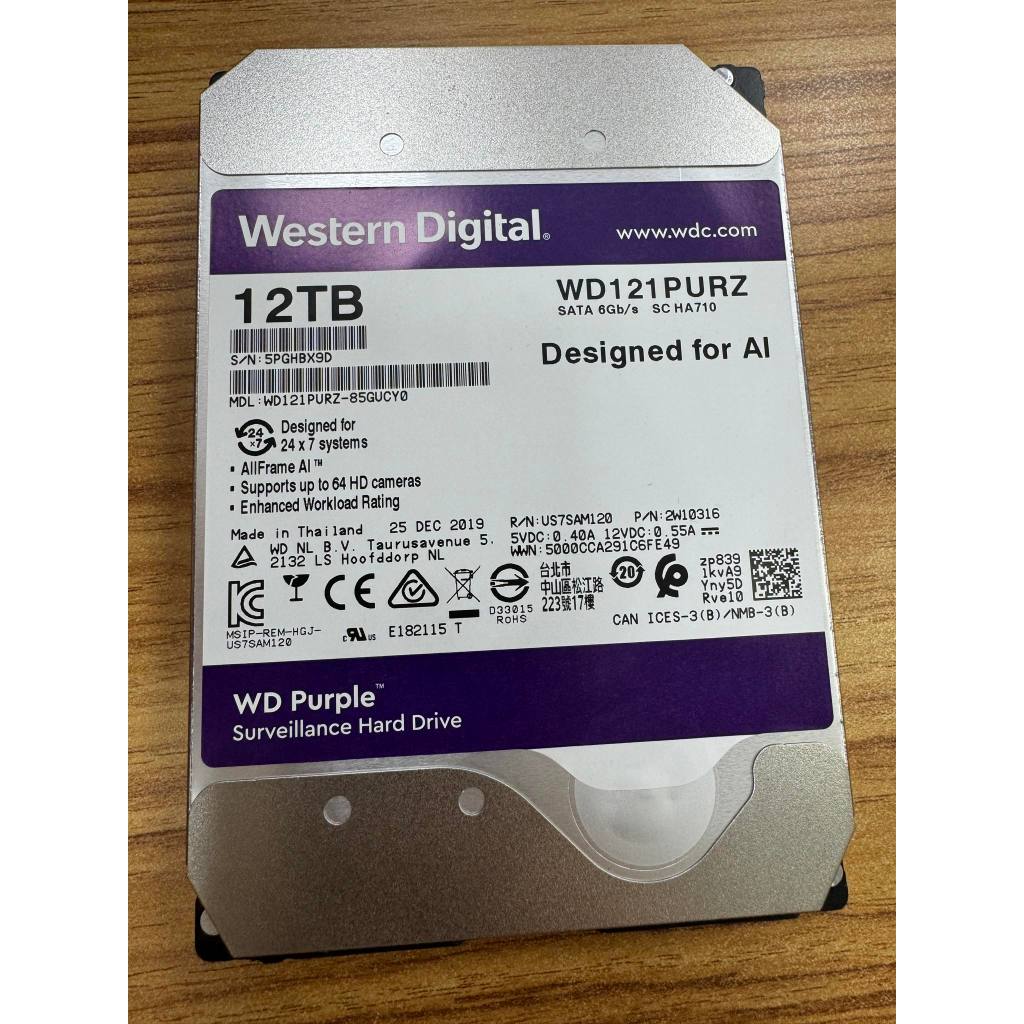 Western Digital®
www.wdc.com
12TB
WD121PURZ
SATA 6Gb/s SC HA710
S/N:5PGHBX9D
Designed for AI
MDL:WD121PURZ-85GUCY0
24
x7
Designed for
24 x 7 systems
▪ AllFrame AI™
▪ Supports up to 64 HD cameras
▪ Enhanced Workload Rating
Made in Thailand 25 DEC 2019
R/N:US7SAM120 P/N:2W10316
5VDC:0.40A 12VDC:0.55A
WWN:5000CCA291C6FE49
WD NL B.V. Taurusavenue 5,
2132 LS Hoofddorp NL
台北市
中山區松江路
223號17樓
20
zp839
1kvA9
Yny5D
Rve10
CE
D33015
RoHS
CAN ICES-3(B)/NMB-3(B)
MSIP-REM-HGJ-
US7SAM120
c RU US E182115 T
WD Purple™
Surveillance Hard Drive